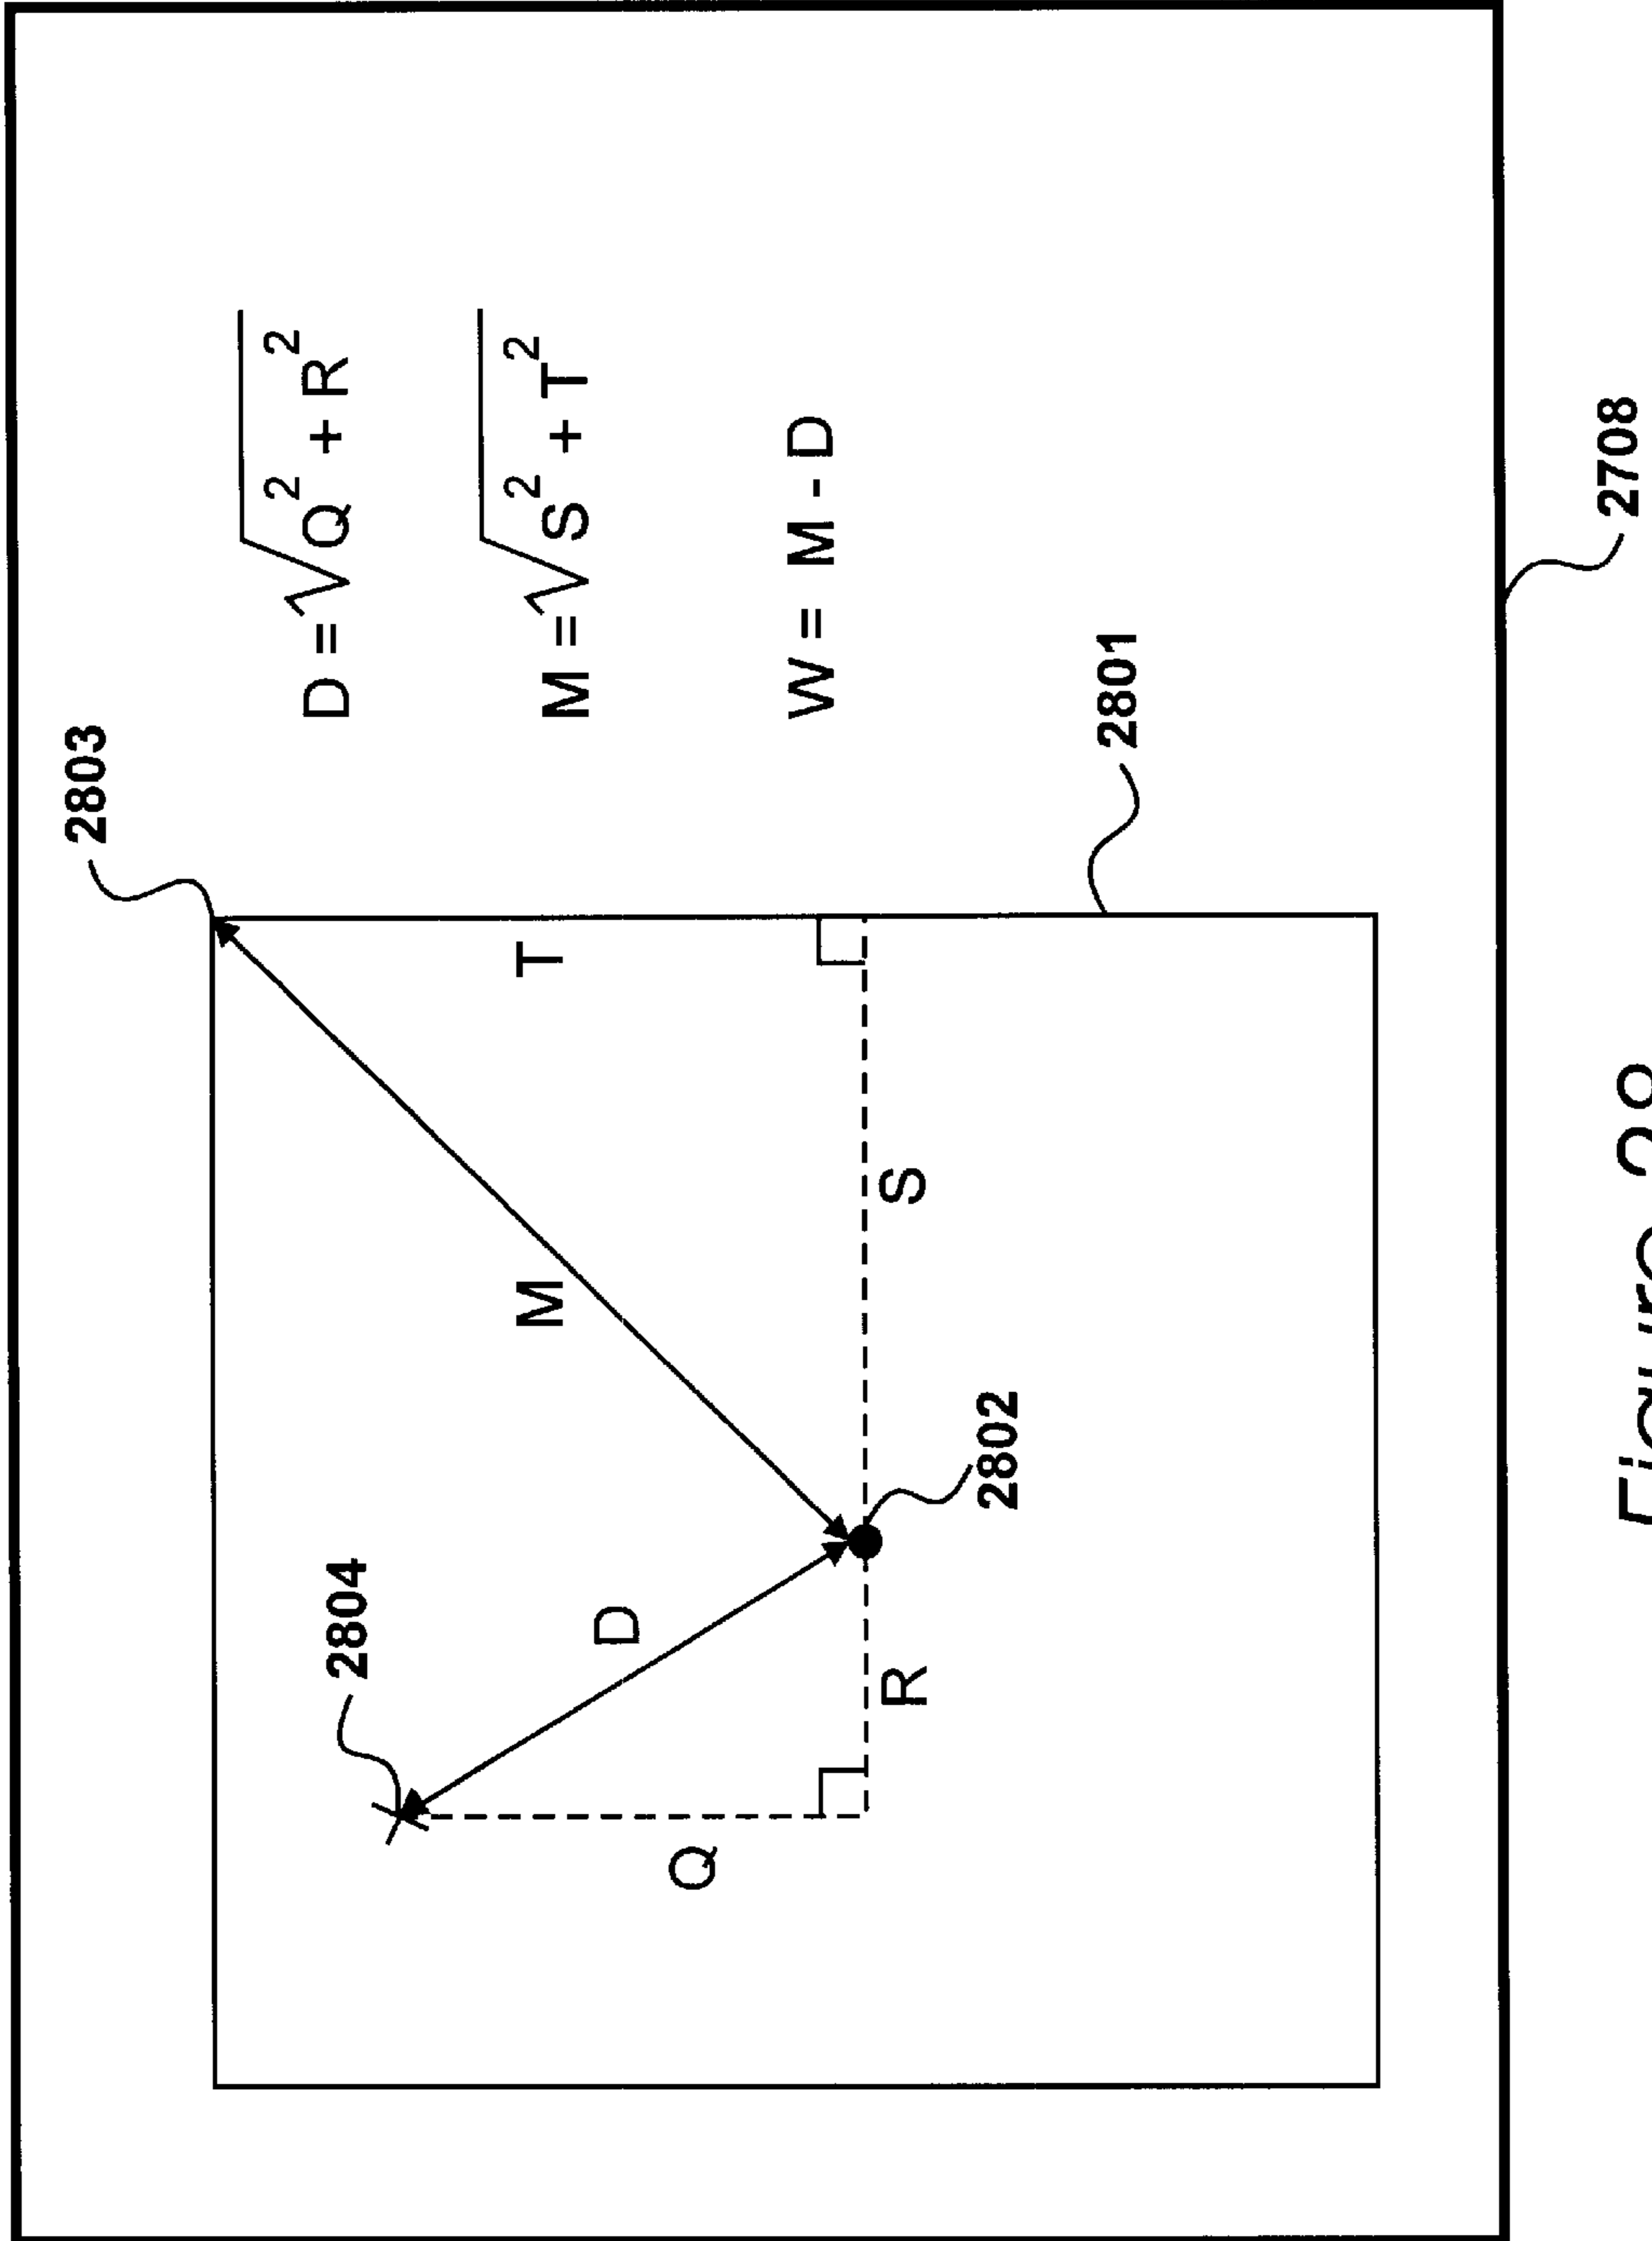 2803
2804
D = √Q² + R²
M
T
M = √S² + T²
D
Q
W = M - D
R
S
2802
2801
2708
Figure 28